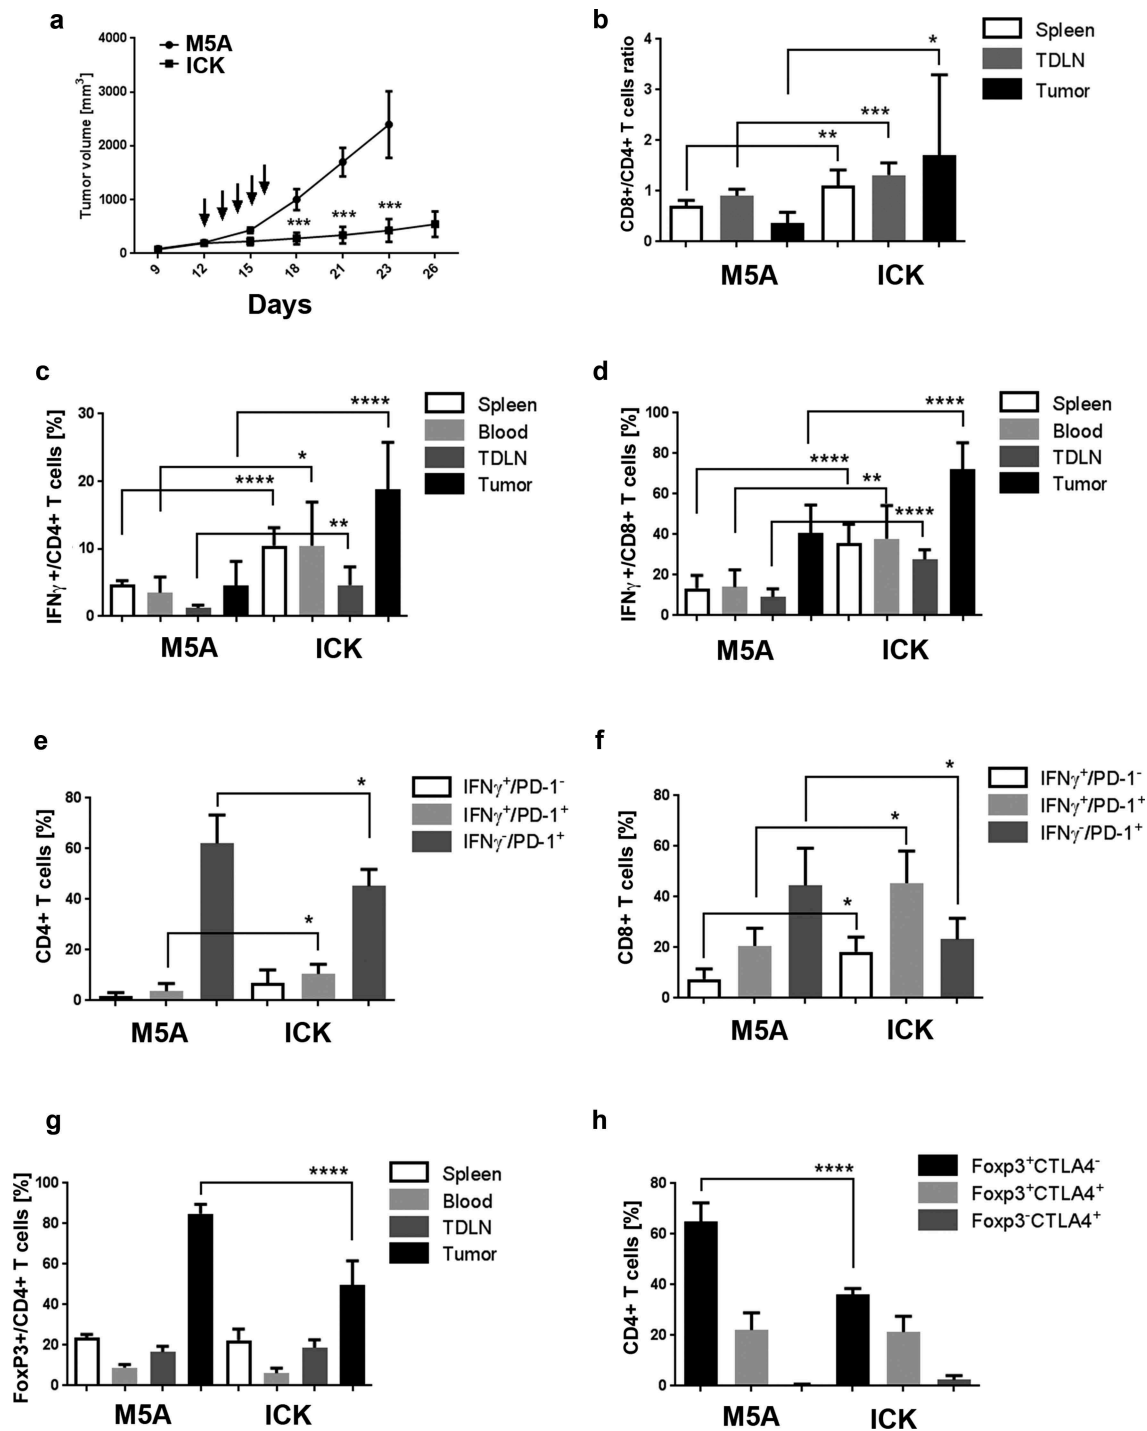 a
M5A
ICK
Tumor volume [mm³]
4000
3000
2000
1000
0
*** *** ***
9 12 15 18 21 23 26
Days
b
Spleen
TDLN
Tumor
CD8+/CD4+ T cells ratio
4
3
2
1
0
** *** *
M5A ICK
c
Spleen
Blood
TDLN
Tumor
IFNγ+/CD4+ T cells [%]
30
20
10
0
**** * ** ****
M5A ICK
d
Spleen
Blood
TDLN
Tumor
IFNγ+/CD8+ T cells [%]
100
80
60
40
20
0
**** ** **** ****
M5A ICK
e
IFNγ⁺/PD-1⁻
IFNγ⁺/PD-1⁺
IFNγ⁻/PD-1⁺
CD4+ T cells [%]
80
60
40
20
0
* *
M5A ICK
f
IFNγ⁺/PD-1⁻
IFNγ⁺/PD-1⁺
IFNγ⁻/PD-1⁺
CD8+ T cells [%]
80
60
40
20
0
* * *
M5A ICK
g
Spleen
Blood
TDLN
Tumor
FoxP3+/CD4+ T cells [%]
100
80
60
40
20
0
****
M5A ICK
h
Foxp3⁺CTLA4⁻
Foxp3⁺CTLA4⁺
Foxp3⁻CTLA4⁺
CD4+ T cells [%]
80
60
40
20
0
****
M5A ICK